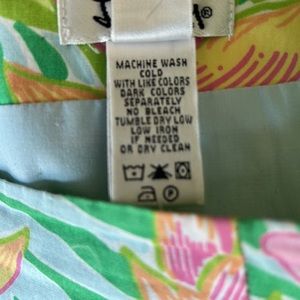 MACHINE WASH
COLD
WITH LIKE COLORS
DARK COLORS
SEPARATELY
NO BLEACH
TUMBLE DRY LOW
LOW IRON
IF NEEDED
OR DRY CLEAN